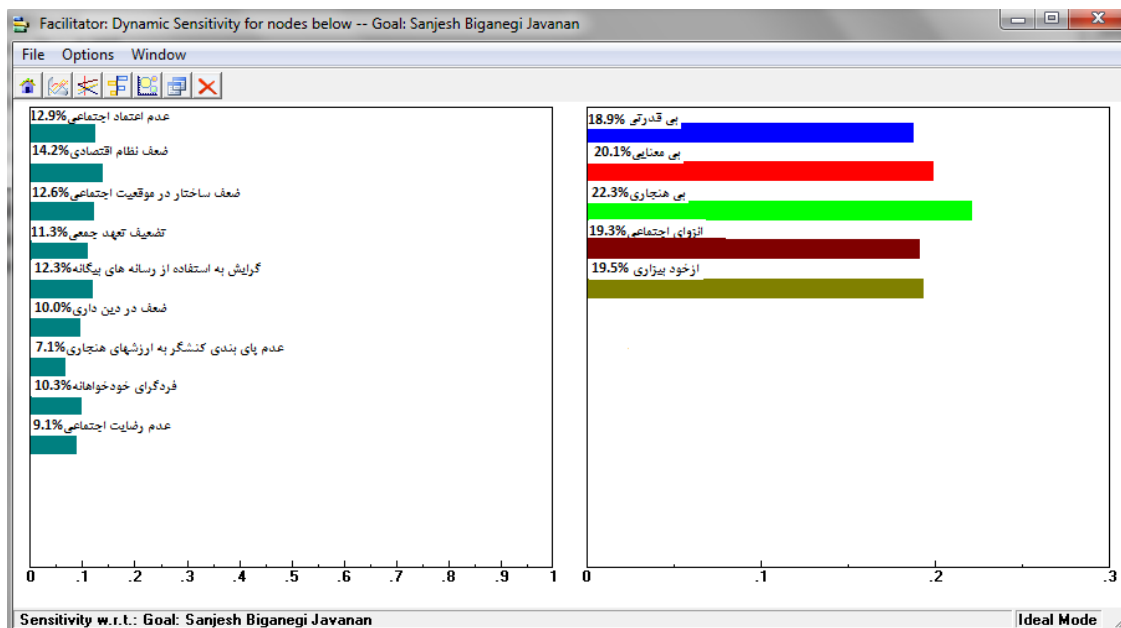 Facilitator: Dynamic Sensitivity for nodes below -- Goal: Sanjesh Biganegi Javanan
File Options Window
12.9% عدم اعتماد اجتماعی
14.2% ضعف نظام اقتصادی
12.6% ضعف ساختار در موقعیت اجتماعی
11.3% تضعیف تعهد جمعی
12.3% گرایش به استفاده از رسانه های بیگانه
10.0% ضعف در دین داری
7.1% عدم پای بندی کنشگر به ارزشهای هنجاری
10.3% فردگرای خودخواهانه
9.1% عدم رضایت اجتماعی
0 .1 .2 .3 .4 .5 .6 .7 .8 .9 1
18.9% بی قدرتی
20.1% بی معنایی
22.3% بی هنجاری
19.3% انزوای اجتماعی
19.5% ازخود بیزاری
0 .1 .2 .3
Sensitivity w.r.t.: Goal: Sanjesh Biganegi Javanan
Ideal Mode